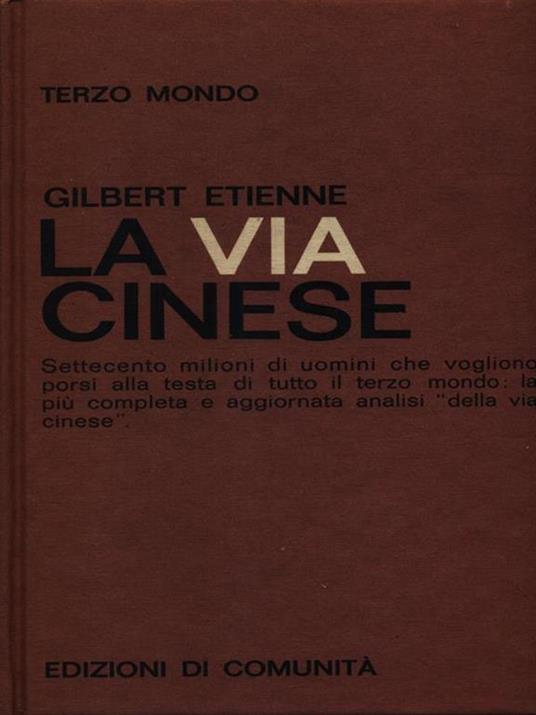 TERZO MONDO
GILBERT ETIENNE
LA VIA
CINESE
Settecento milioni di uomini che vogliono
porsi alla testa di tutto il terzo mondo: la
più completa e aggiornata analisi "della via
cinese".
EDIZIONI DI COMUNITÀ